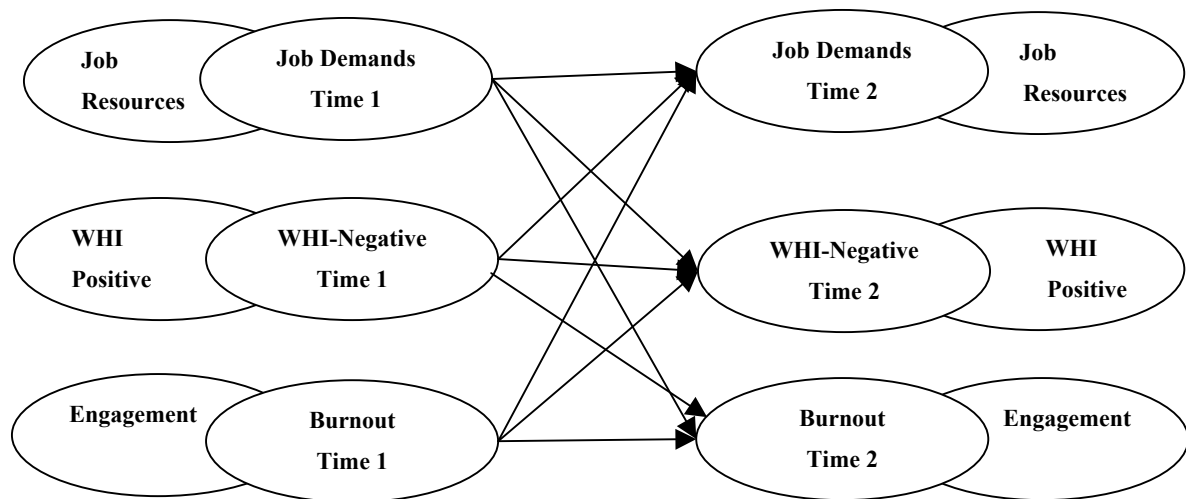 Job
Resources
Job Demands
Time 1
Job Demands
Time 2
Job
Resources
WHI
Positive
WHI-Negative
Time 1
WHI-Negative
Time 2
WHI
Positive
Engagement
Burnout
Time 1
Burnout
Time 2
Engagement